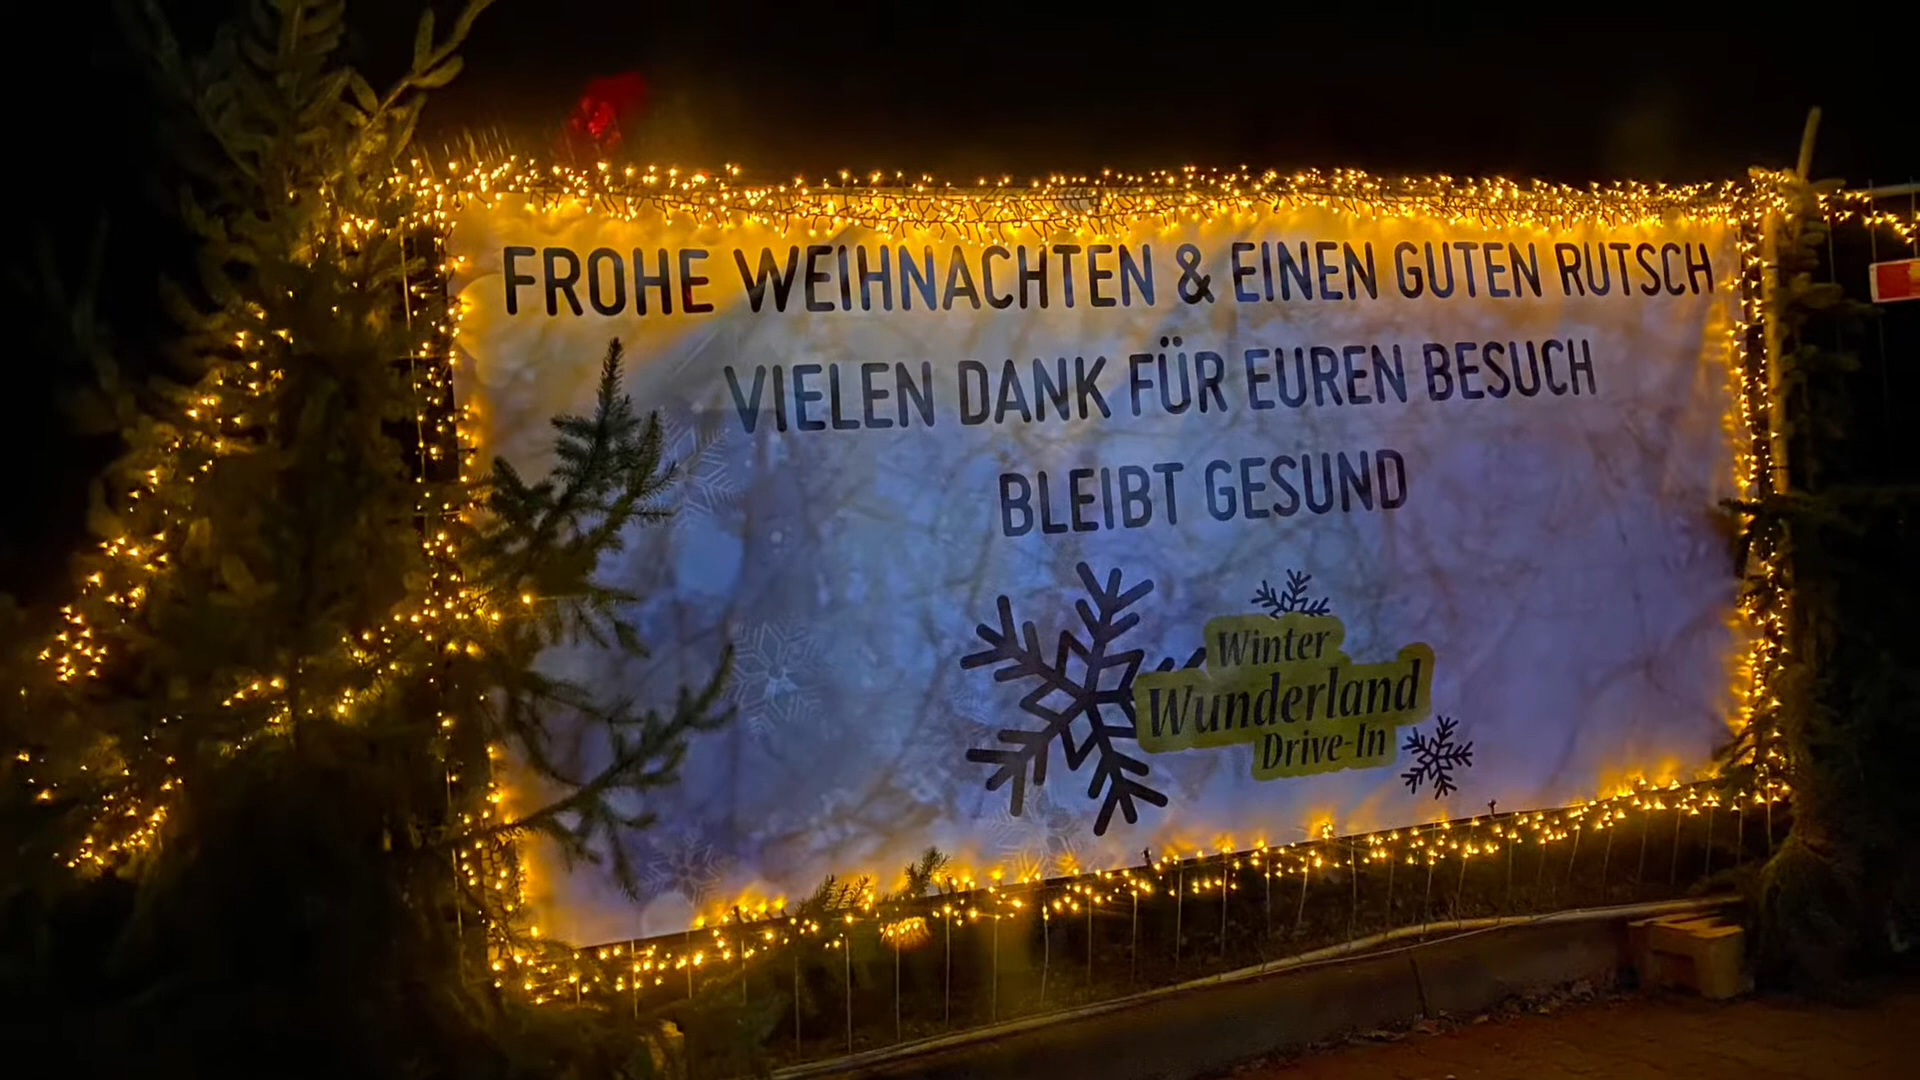 FROHE WEIHNACHTEN & EINEN GUTEN RUTSCH
VIELEN DANK FÜR EUREN BESUCH
BLEIBT GESUND
Winter
Wunderland
Drive-In